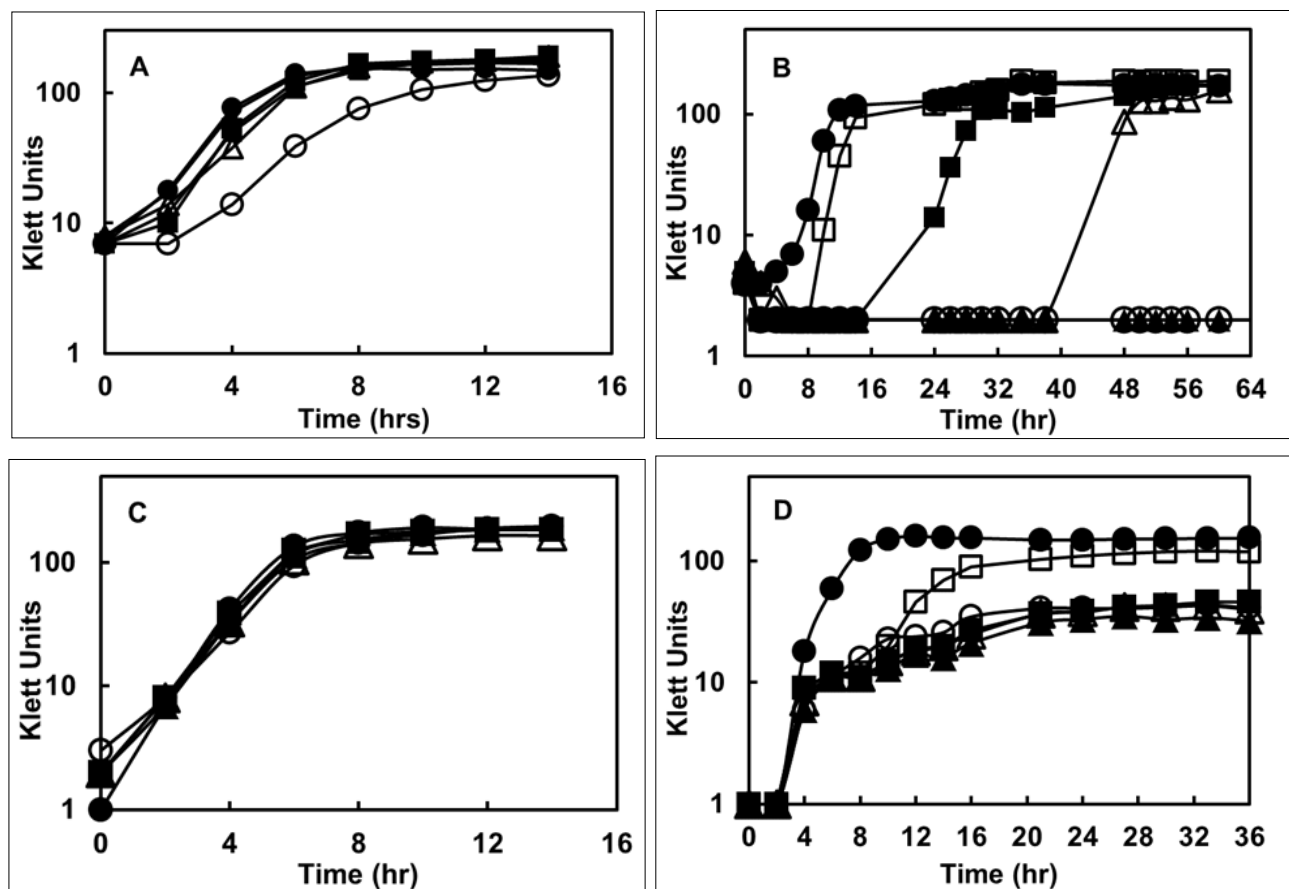 A
Klett Units
100
10
1
0 4 8 12 16
Time (hrs)
B
Klett Units
100
10
1
0 8 16 24 32 40 48 56 64
Time (hr)
C
Klett Units
100
10
1
0 4 8 12 16
Time (hr)
D
Klett Units
100
10
1
0 4 8 12 16 21 24 28 32 36
Time (hr)